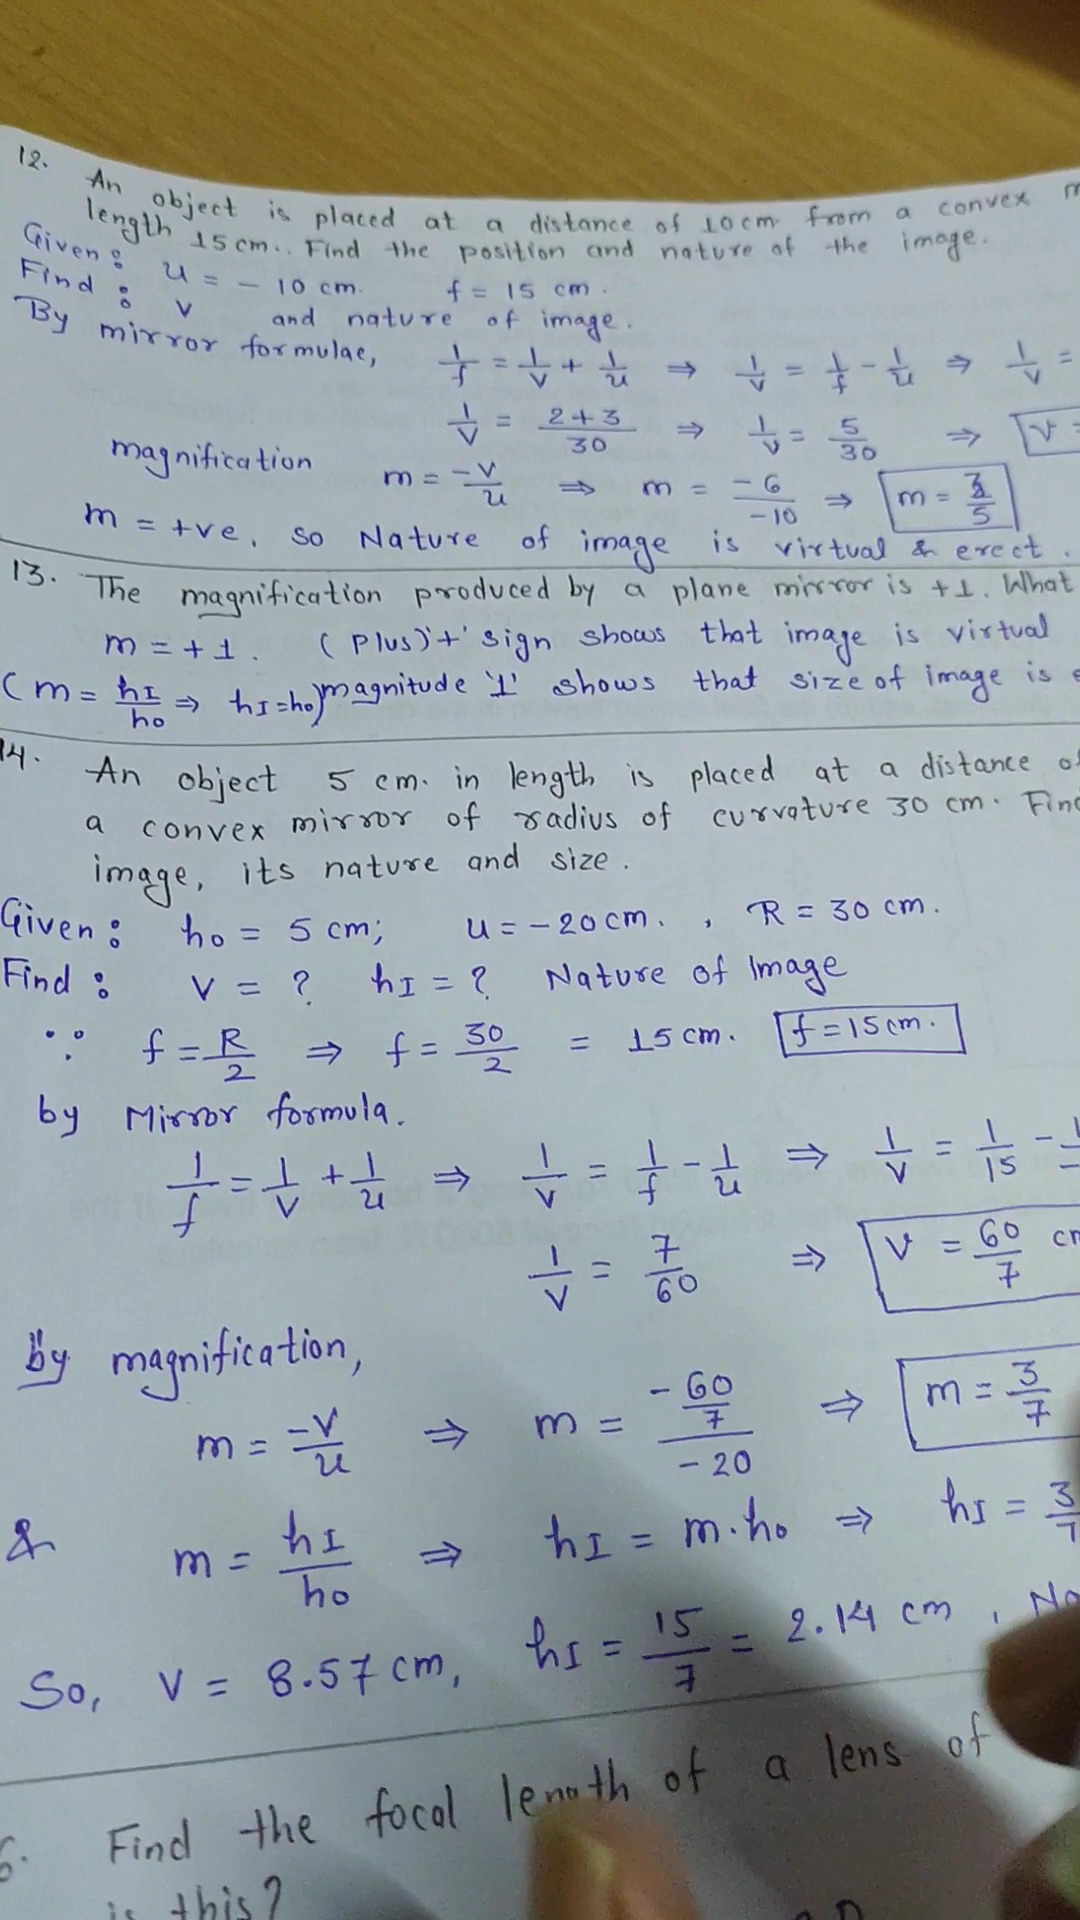 12. An object is placed at a distance of 10cm from a convex
length 15cm.. Find the position and nature of the image.
Given: u = - 10 cm. f = 15 cm.
Find: v and nature of image.
By mirror formulae, 1/f = 1/v + 1/u ⇒ 1/v = 1/f - 1/u ⇒ 1/v =
1/v = 2+3/30 ⇒ 1/v = 5/30 ⇒ v =
magnification m = -v/u ⇒ m = -6/-10 ⇒ m = 3/5
m = +ve, so Nature of image is virtual & erect.
13. The magnification produced by a plane mirror is +1. What
m = +1. (Plus)'+' sign shows that image is virtual
(m = hI/ho ⇒ hI=ho) magnitude '1' shows that size of image is
14. An object 5 cm. in length is placed at a distance of
a convex mirror of radius of curvature 30 cm. Find
image, its nature and size.
Given: ho = 5 cm; u = -20cm. , R = 30 cm.
Find: v = ? hI = ? Nature of Image
∵ f = R/2 ⇒ f = 30/2 = 15 cm. f = 15cm.
by Mirror formula.
1/f = 1/v + 1/u ⇒ 1/v = 1/f - 1/u ⇒ 1/v = 1/15 -
1/v = 7/60 ⇒ v = 60/7 cm
By magnification,
m = -v/u ⇒ m = -60/7/-20 ⇒ m = 3/7
& m = hI/ho ⇒ hI = m.ho ⇒ hI = 3/7
So, v = 8.57 cm, hI = 15/7 = 2.14 cm,
Find the focal length of a lens of
is this?